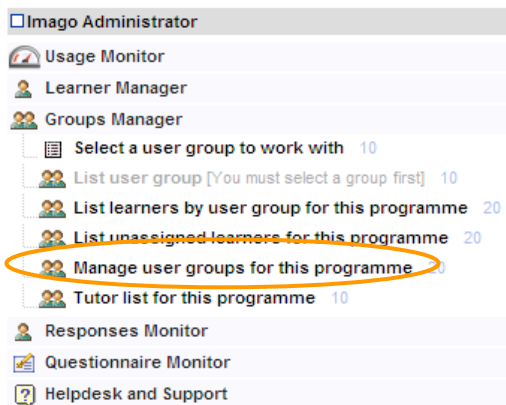 Imago Administrator
Usage Monitor
Learner Manager
Groups Manager
Select a user group to work with 10
List user group [You must select a group first] 10
List learners by user group for this programme 20
List unassigned learners for this programme 20
Manage user groups for this programme 20
Tutor list for this programme 10
Responses Monitor
Questionnaire Monitor
Helpdesk and Support